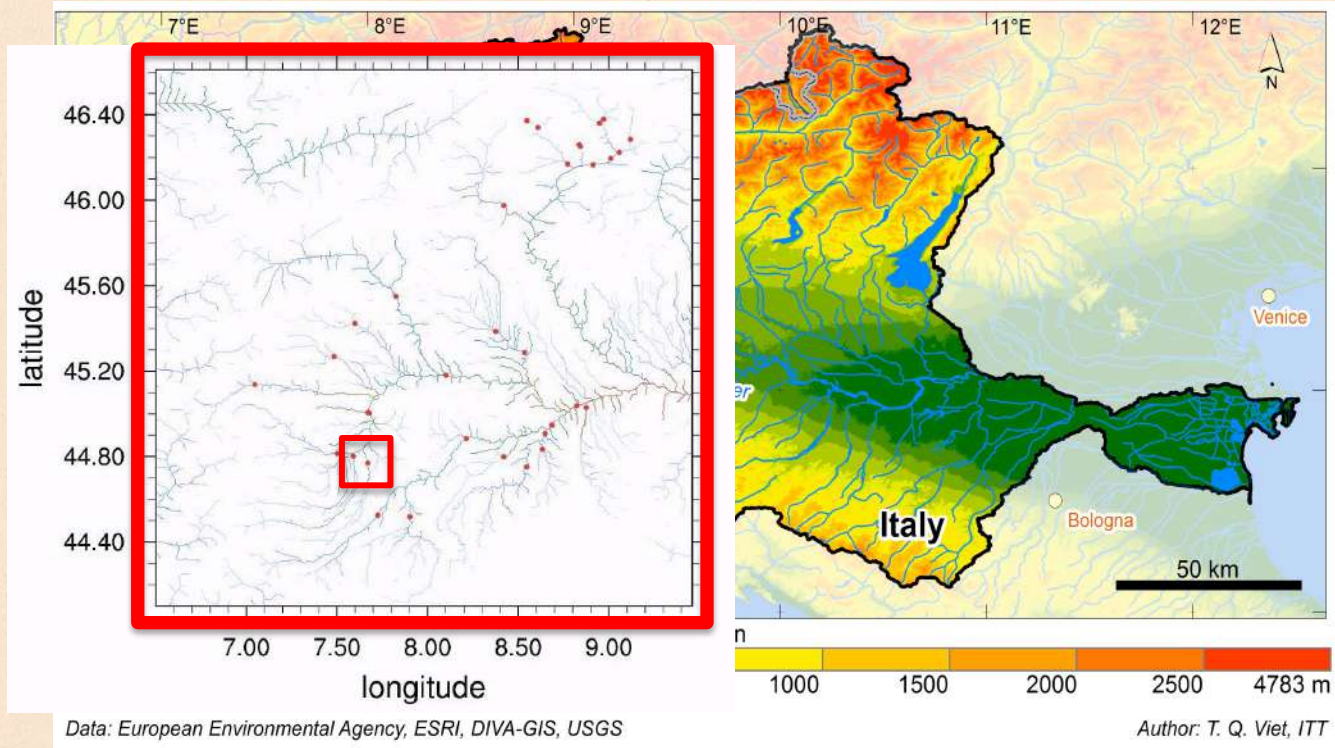 7°E 8°E 9°E 10°E 11°E 12°E
N
46.40
46.00
45.60
45.20
44.80
44.40
latitude
7.00 7.50 8.00 8.50 9.00
longitude
Venice
er
Bologna
Italy
50 km
n
1000 1500 2000 2500 4783 m
Data: European Environmental Agency, ESRI, DIVA-GIS, USGS
Author: T. Q. Viet, ITT